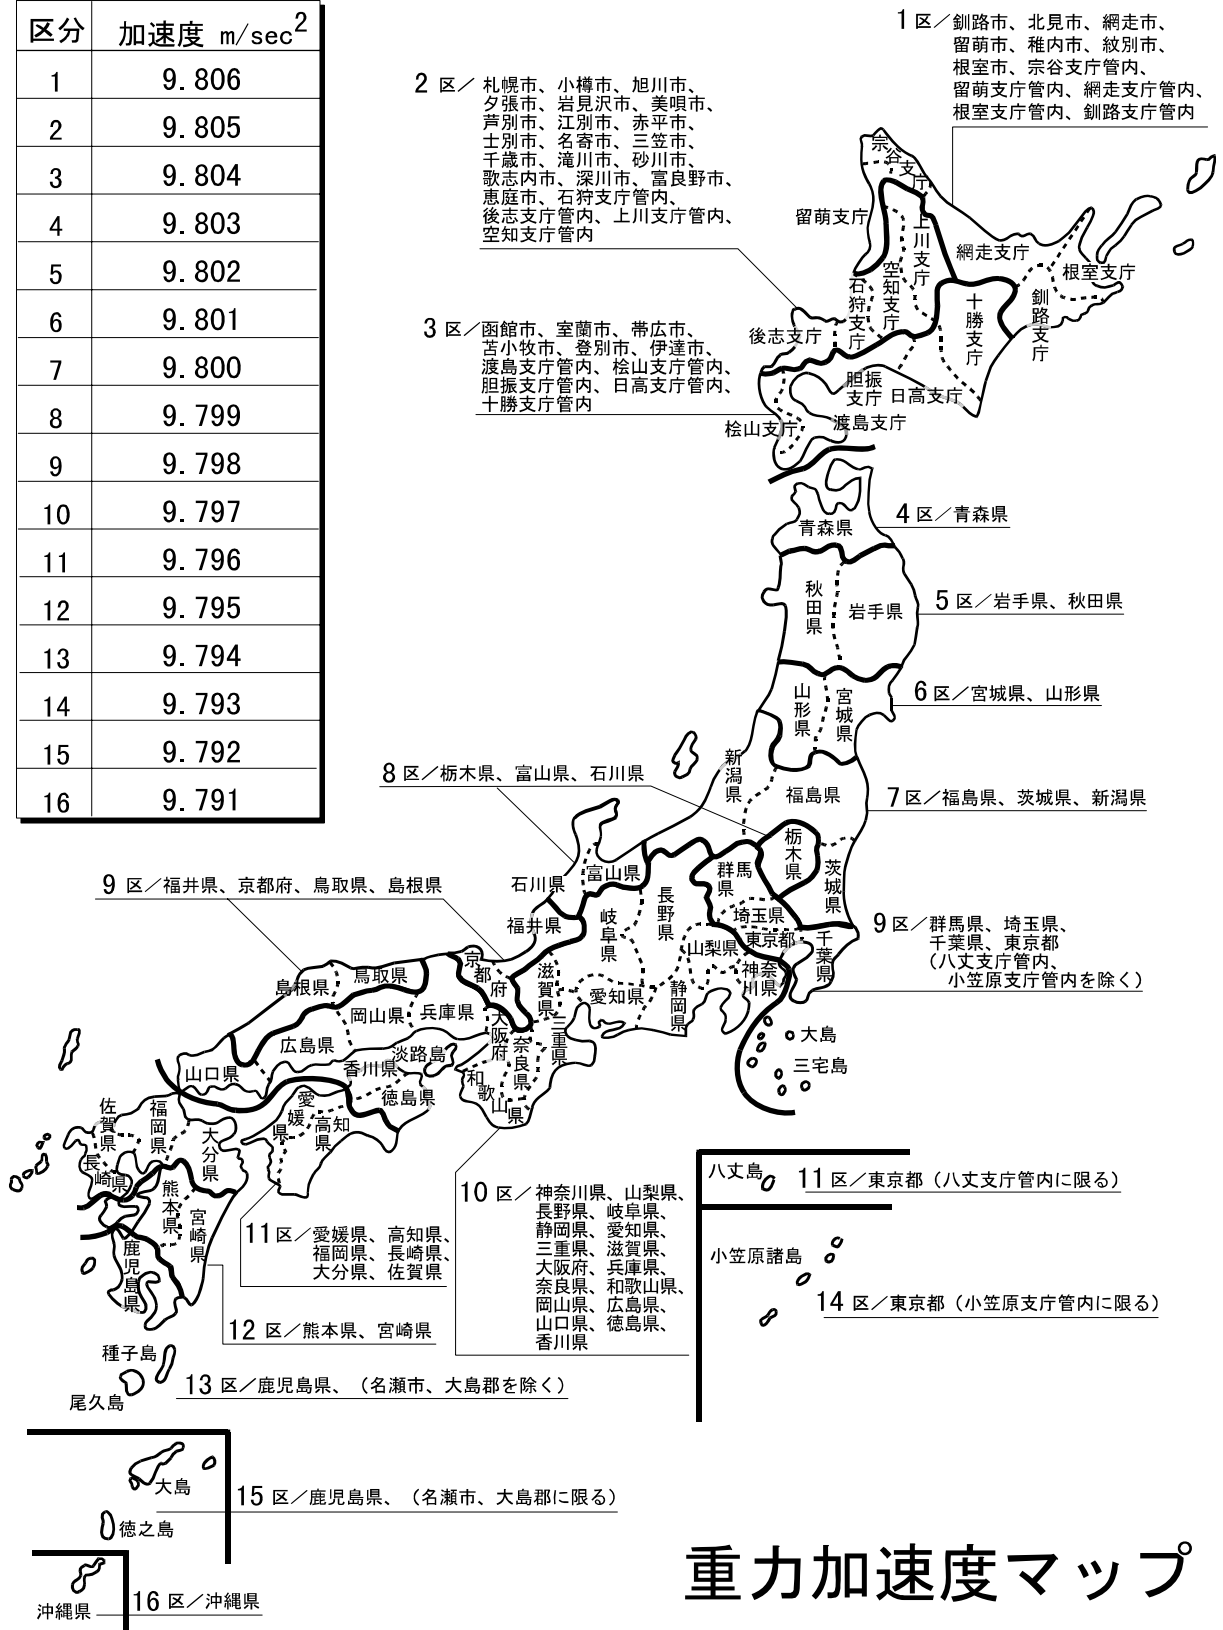 区分 加速度 m/sec2
1 9.806
2 9.805
3 9.804
4 9.803
5 9.802
6 9.801
7 9.800
8 9.799
9 9.798
10 9.797
11 9.796
12 9.795
13 9.794
14 9.793
15 9.792
16 9.791
1 区／釧路市、北見市、網走市、
留萌市、稚内市、紋別市、
根室市、宗谷支庁管内、
留萌支庁管内、網走支庁管内、
根室支庁管内、釧路支庁管内
2 区／札幌市、小樽市、旭川市、
夕張市、岩見沢市、美唄市、
芦別市、江別市、赤平市、
士別市、名寄市、三笠市、
千歳市、滝川市、砂川市、
歌志内市、深川市、富良野市、
恵庭市、石狩支庁管内、
後志支庁管内、上川支庁管内、
空知支庁管内
3 区／函館市、室蘭市、帯広市、
苫小牧市、登別市、伊達市、
渡島支庁管内、桧山支庁管内、
胆振支庁管内、日高支庁管内、
十勝支庁管内
宗谷支庁
留萌支庁
上川支庁
網走支庁
根室支庁
空知支庁
石狩支庁
十勝支庁
釧路支庁
後志支庁
胆振
支庁
日高支庁
桧山支庁
渡島支庁
青森県
4 区／青森県
秋田県
岩手県
5 区／岩手県、秋田県
山形県
宮城県
6 区／宮城県、山形県
新潟県
福島県
7 区／福島県、茨城県、新潟県
8 区／栃木県、富山県、石川県
栃木県
茨城県
群馬
県
富山県
石川県
長野県
埼玉県
9 区／福井県、京都府、鳥取県、島根県
福井県
岐阜県
山梨県
東京都
千葉県
神奈
川県
9 区／群馬県、埼玉県、
千葉県、東京都
（八丈支庁管内、
小笠原支庁管内を除く）
京都府
滋賀県
愛知県
静岡県
鳥取県
島根県
岡山県
兵庫県
大阪府
奈良県
三重県
広島県
淡路島
香川県
山口県
徳島県
和歌山県
愛媛県
高知
県
大島
三宅島
佐賀県
福岡県
大分県
長崎県
熊本県
宮崎県
鹿児島県
八丈島
11 区／東京都（八丈支庁管内に限る）
10 区／神奈川県、山梨県、
長野県、岐阜県、
静岡県、愛知県、
三重県、滋賀県、
大阪府、兵庫県、
奈良県、和歌山県、
岡山県、広島県、
山口県、徳島県、
香川県
11 区／愛媛県、高知県、
福岡県、長崎県、
大分県、佐賀県
小笠原諸島
14 区／東京都（小笠原支庁管内に限る）
12 区／熊本県、宮崎県
種子島
尾久島
13 区／鹿児島県、（名瀬市、大島郡を除く）
大島
15 区／鹿児島県、（名瀬市、大島郡に限る）
徳之島
沖縄県
16 区／沖縄県
重力加速度マップ